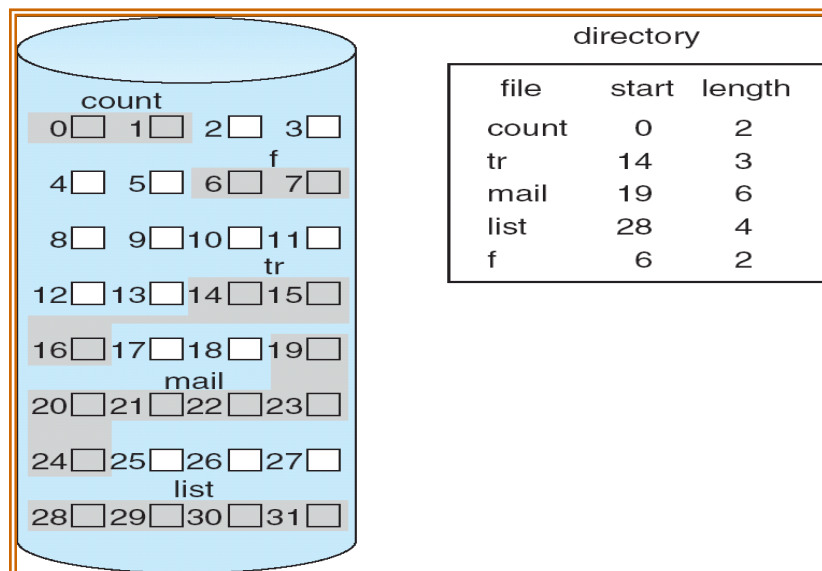 count
0 1 2 3
f
4 5 6 7
8 9 10 11
tr
12 13 14 15
16 17 18 19
mail
20 21 22 23
24 25 26 27
list
28 29 30 31
directory
file start length
count 0 2
tr 14 3
mail 19 6
list 28 4
f 6 2